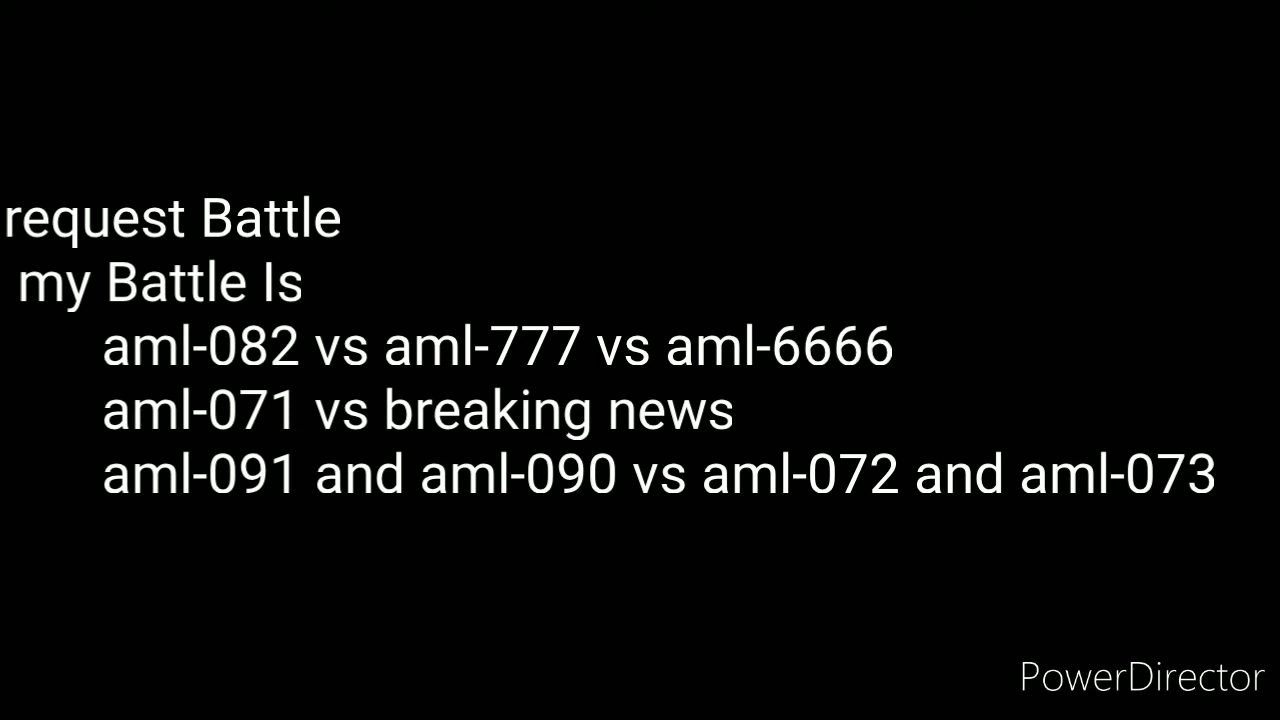 request Battle
my Battle Is
aml-082 vs aml-777 vs aml-6666
aml-071 vs breaking news
aml-091 and aml-090 vs aml-072 and aml-073
PowerDirector